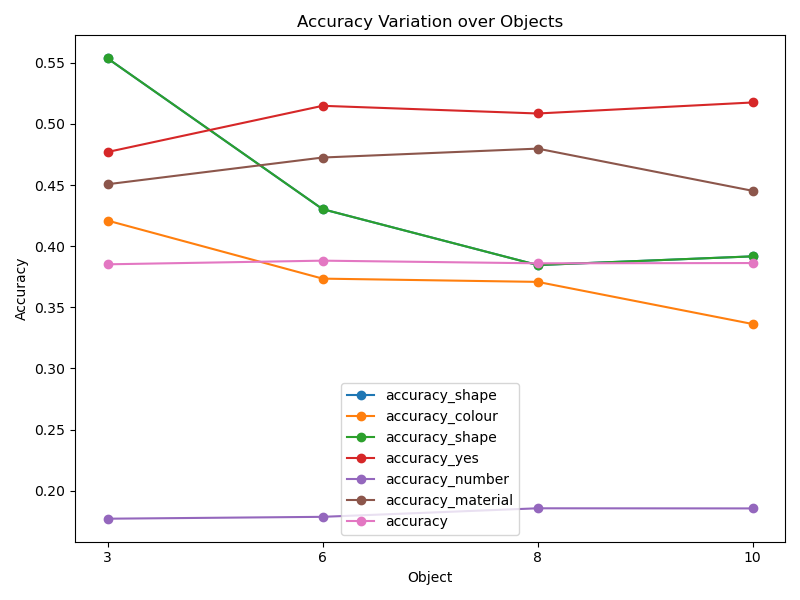 Accuracy Variation over Objects
Accuracy
0.55
0.50
0.45
0.40
0.35
0.30
0.25
0.20
accuracy_shape
accuracy_colour
accuracy_shape
accuracy_yes
accuracy_number
accuracy_material
accuracy
3 6 8 10
Object